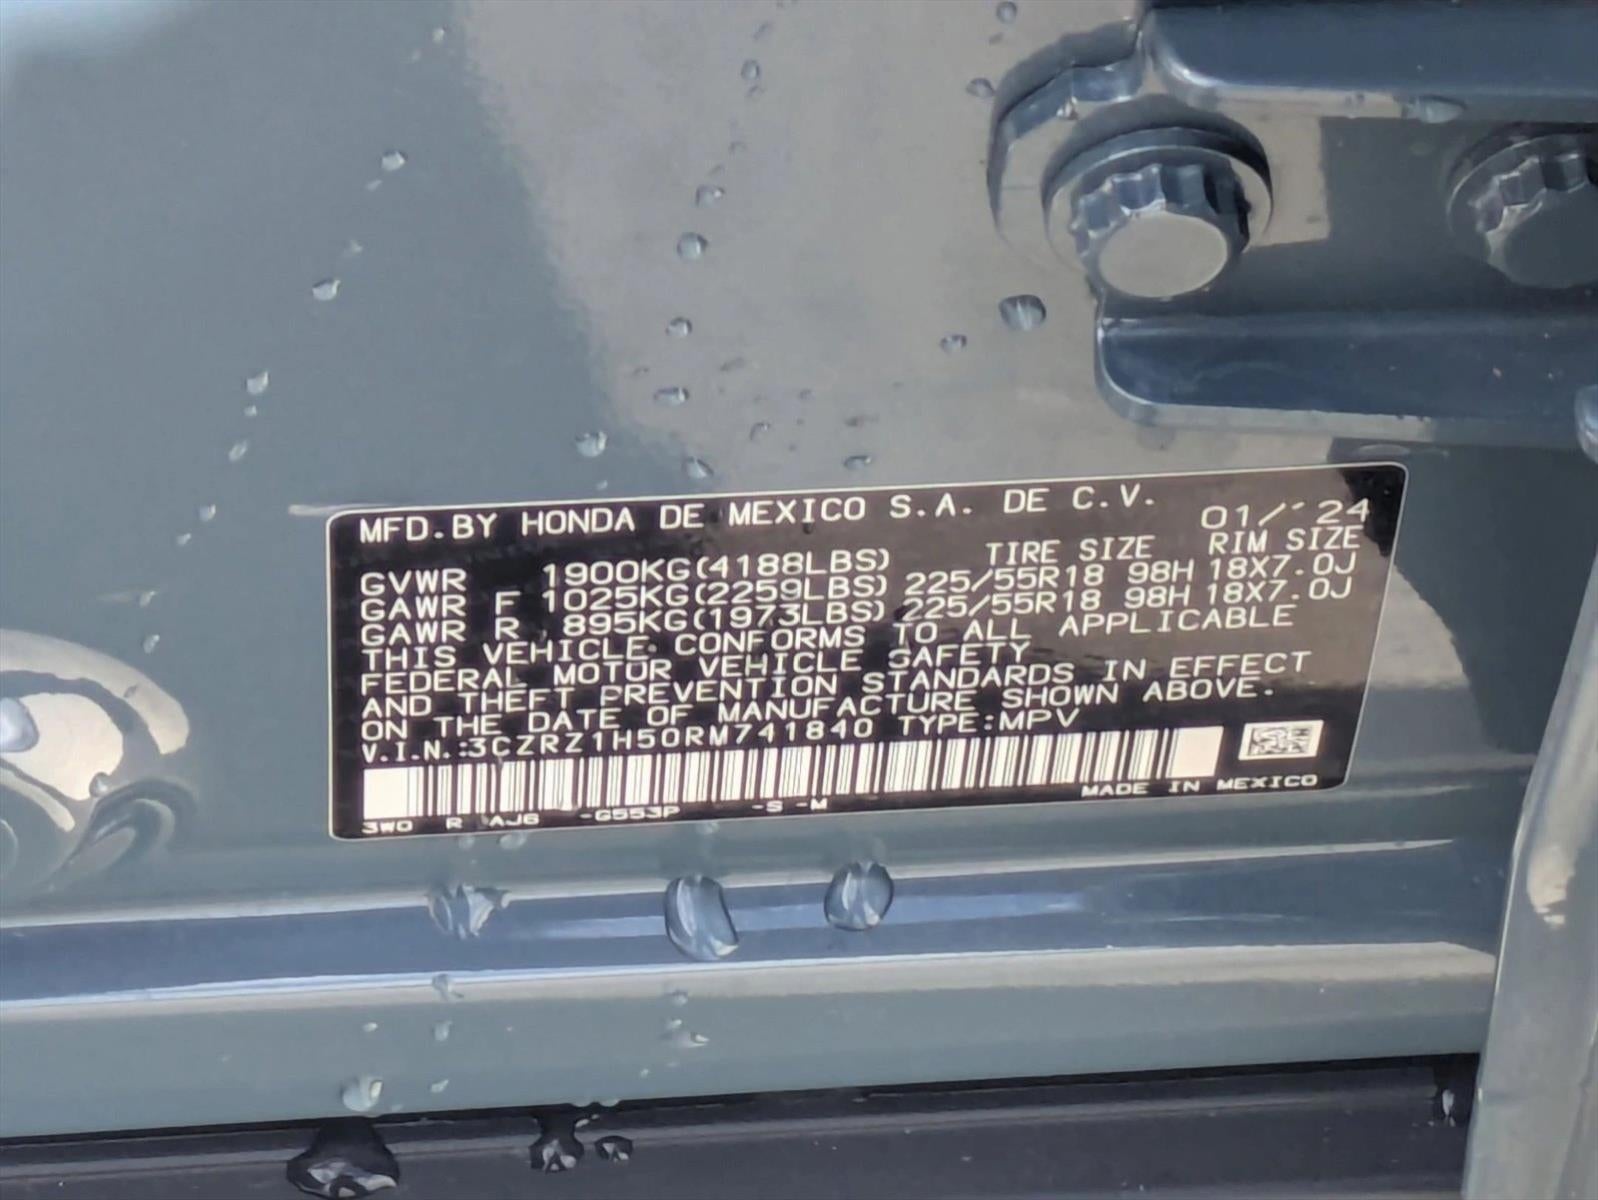 MFD.BY HONDA DE MEXICO S.A. DE C.V. 01/'24
TIRE SIZE RIM SIZE
GVWR 1900KG(4188LBS)
GAWR F 1025KG(2259LBS) 225/55R18 98H 18X7.0J
GAWR R 895KG(1973LBS) 225/55R18 98H 18X7.0J
THIS VEHICLE CONFORMS TO ALL APPLICABLE
FEDERAL MOTOR VEHICLE SAFETY
AND THEFT PREVENTION STANDARDS IN EFFECT
ON THE DATE OF MANUFACTURE SHOWN ABOVE.
V.I.N.:3CZRZ1H50RM741840 TYPE:MPV
3W0 R AJ6 -G553P -S -M MADE IN MEXICO